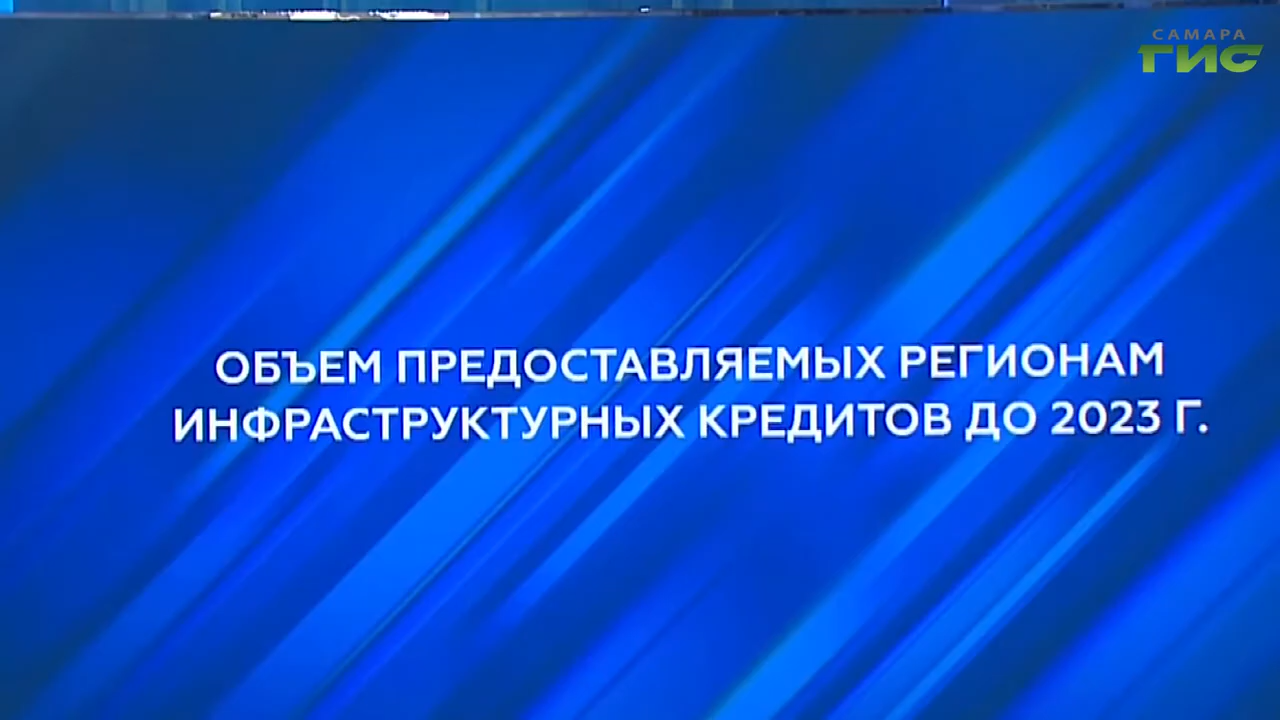 САМАРА
ГИС
ОБЪЕМ ПРЕДОСТАВЛЯЕМЫХ РЕГИОНАМ
ИНФРАСТРУКТУРНЫХ КРЕДИТОВ ДО 2023 Г.